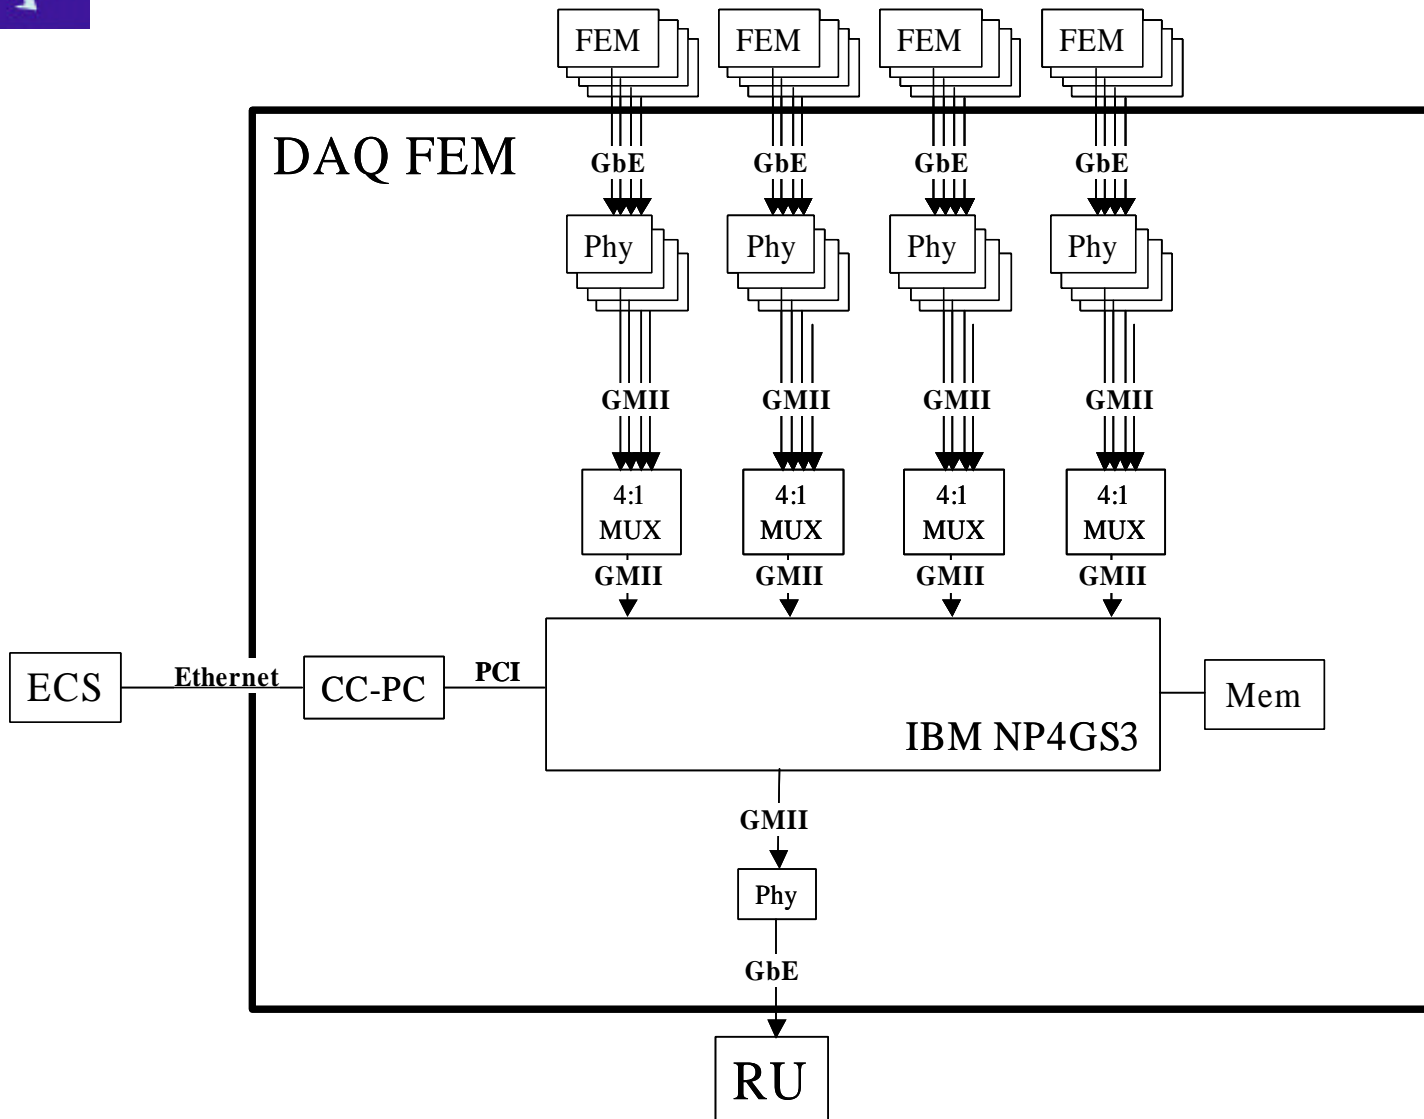 FEM FEM FEM FEM
DAQ FEM
GbE GbE GbE GbE
Phy Phy Phy Phy
GMII GMII GMII GMII
4:1 4:1 4:1 4:1
MUX MUX MUX MUX
GMII GMII GMII GMII
ECS Ethernet CC-PC PCI Mem
IBM NP4GS3
GMII
Phy
GbE
RU